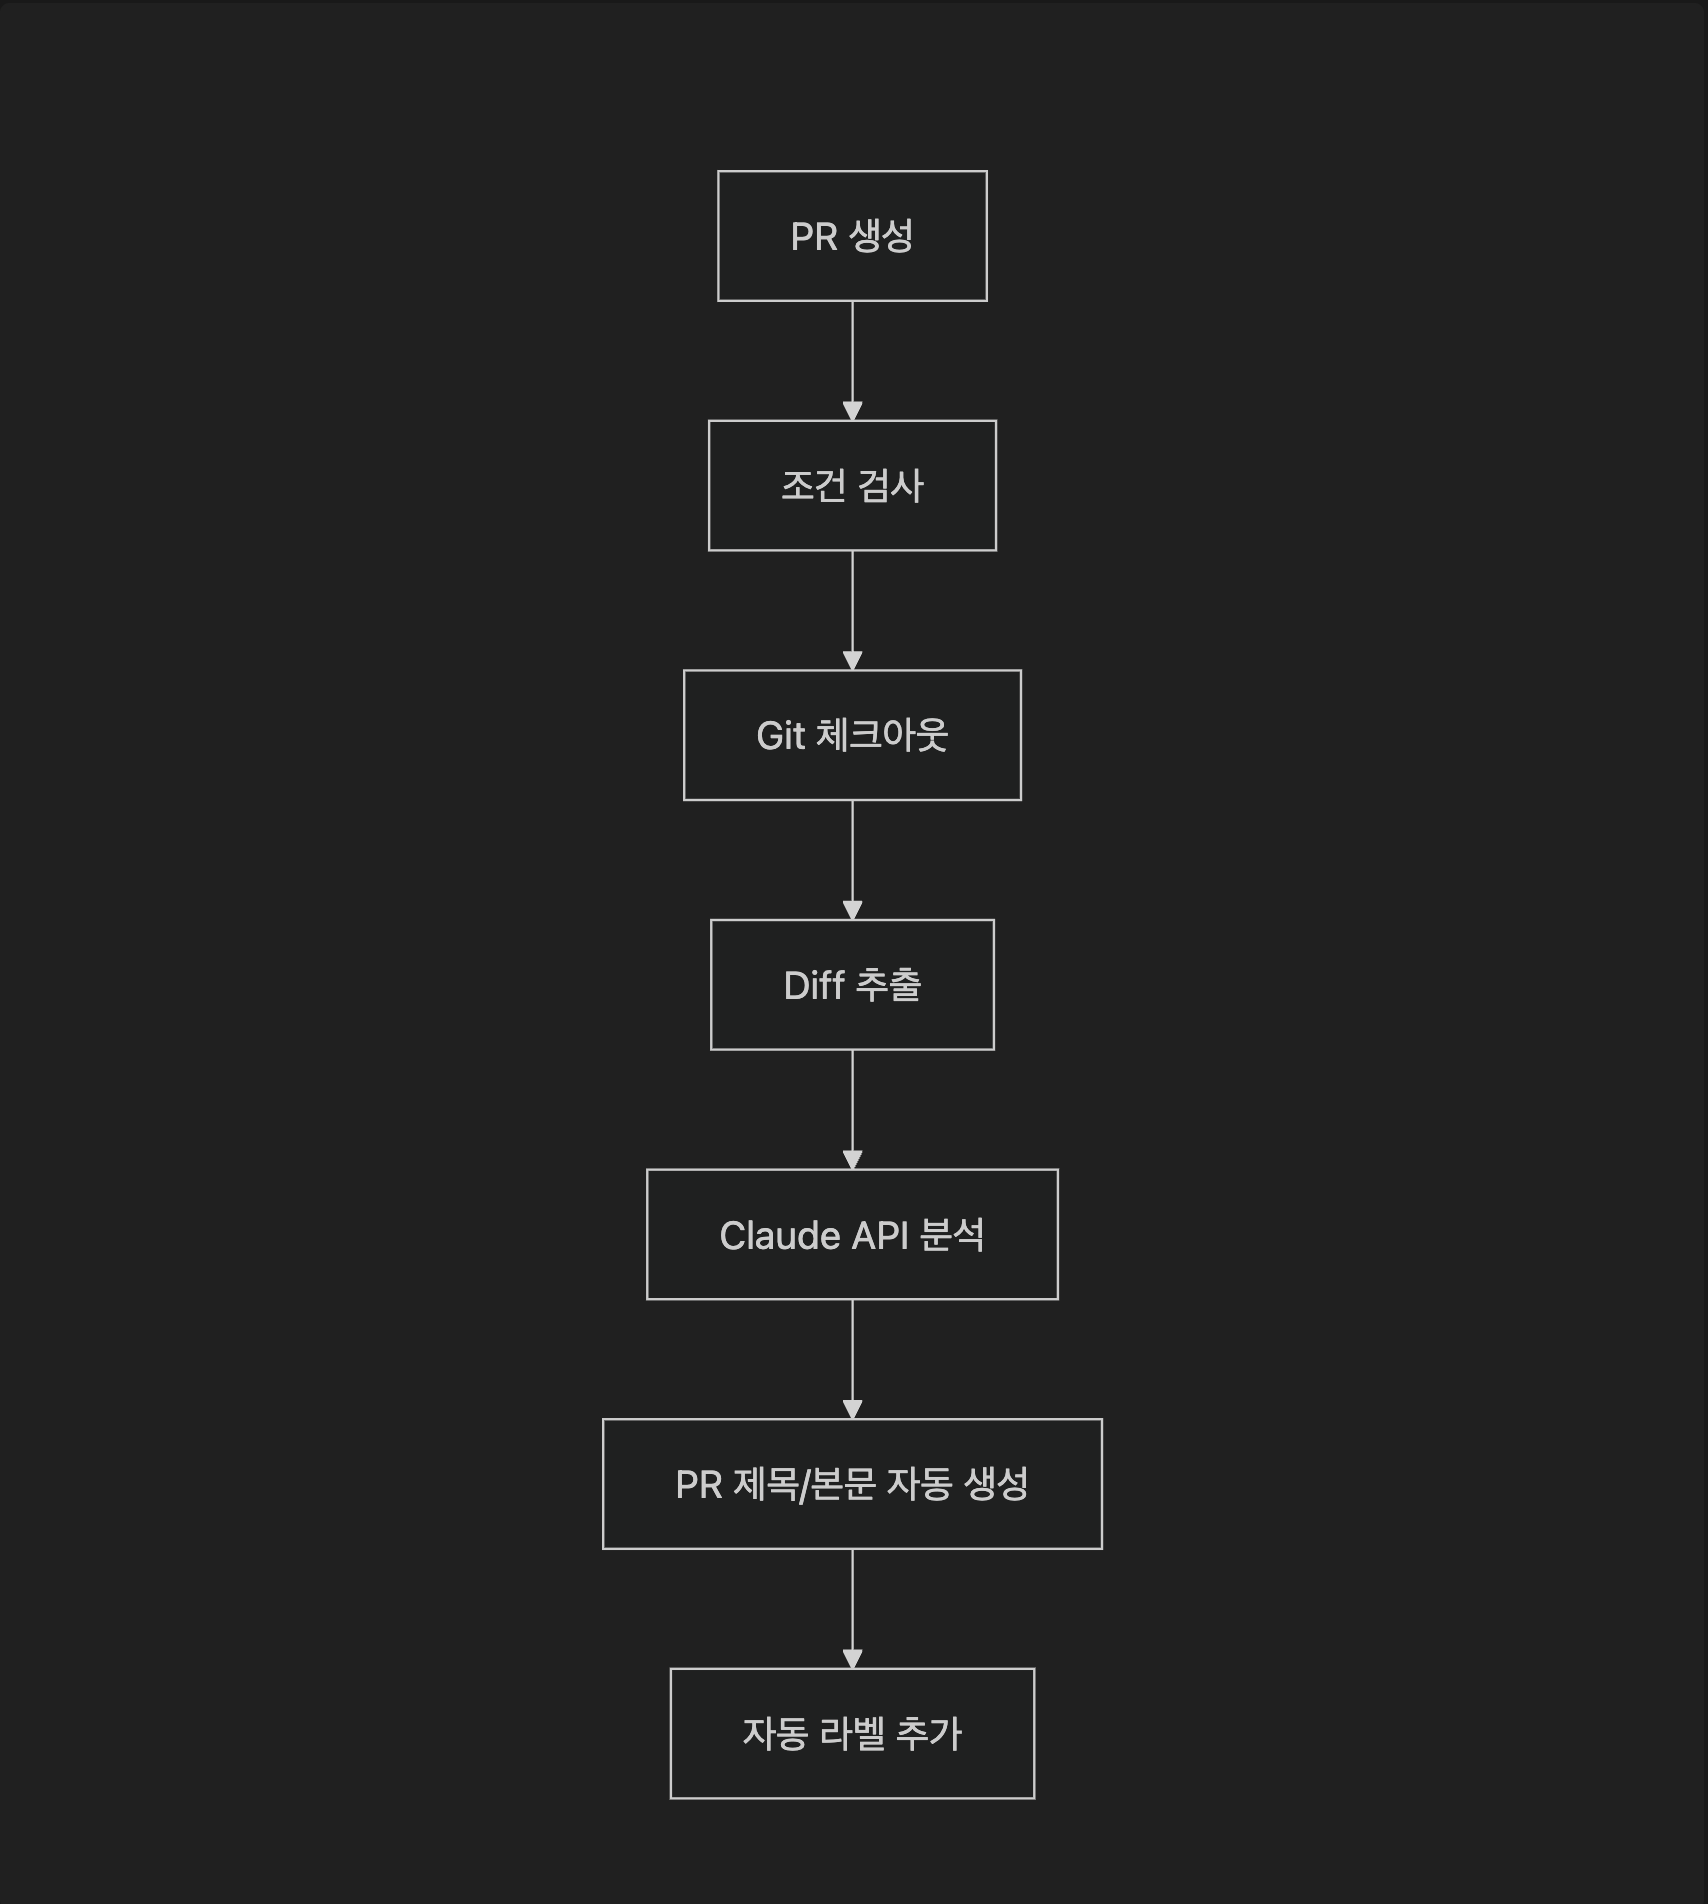 PR 생성
조건 검사
Git 체크아웃
Diff 추출
Claude API 분석
PR 제목/본문 자동 생성
자동 라벨 추가